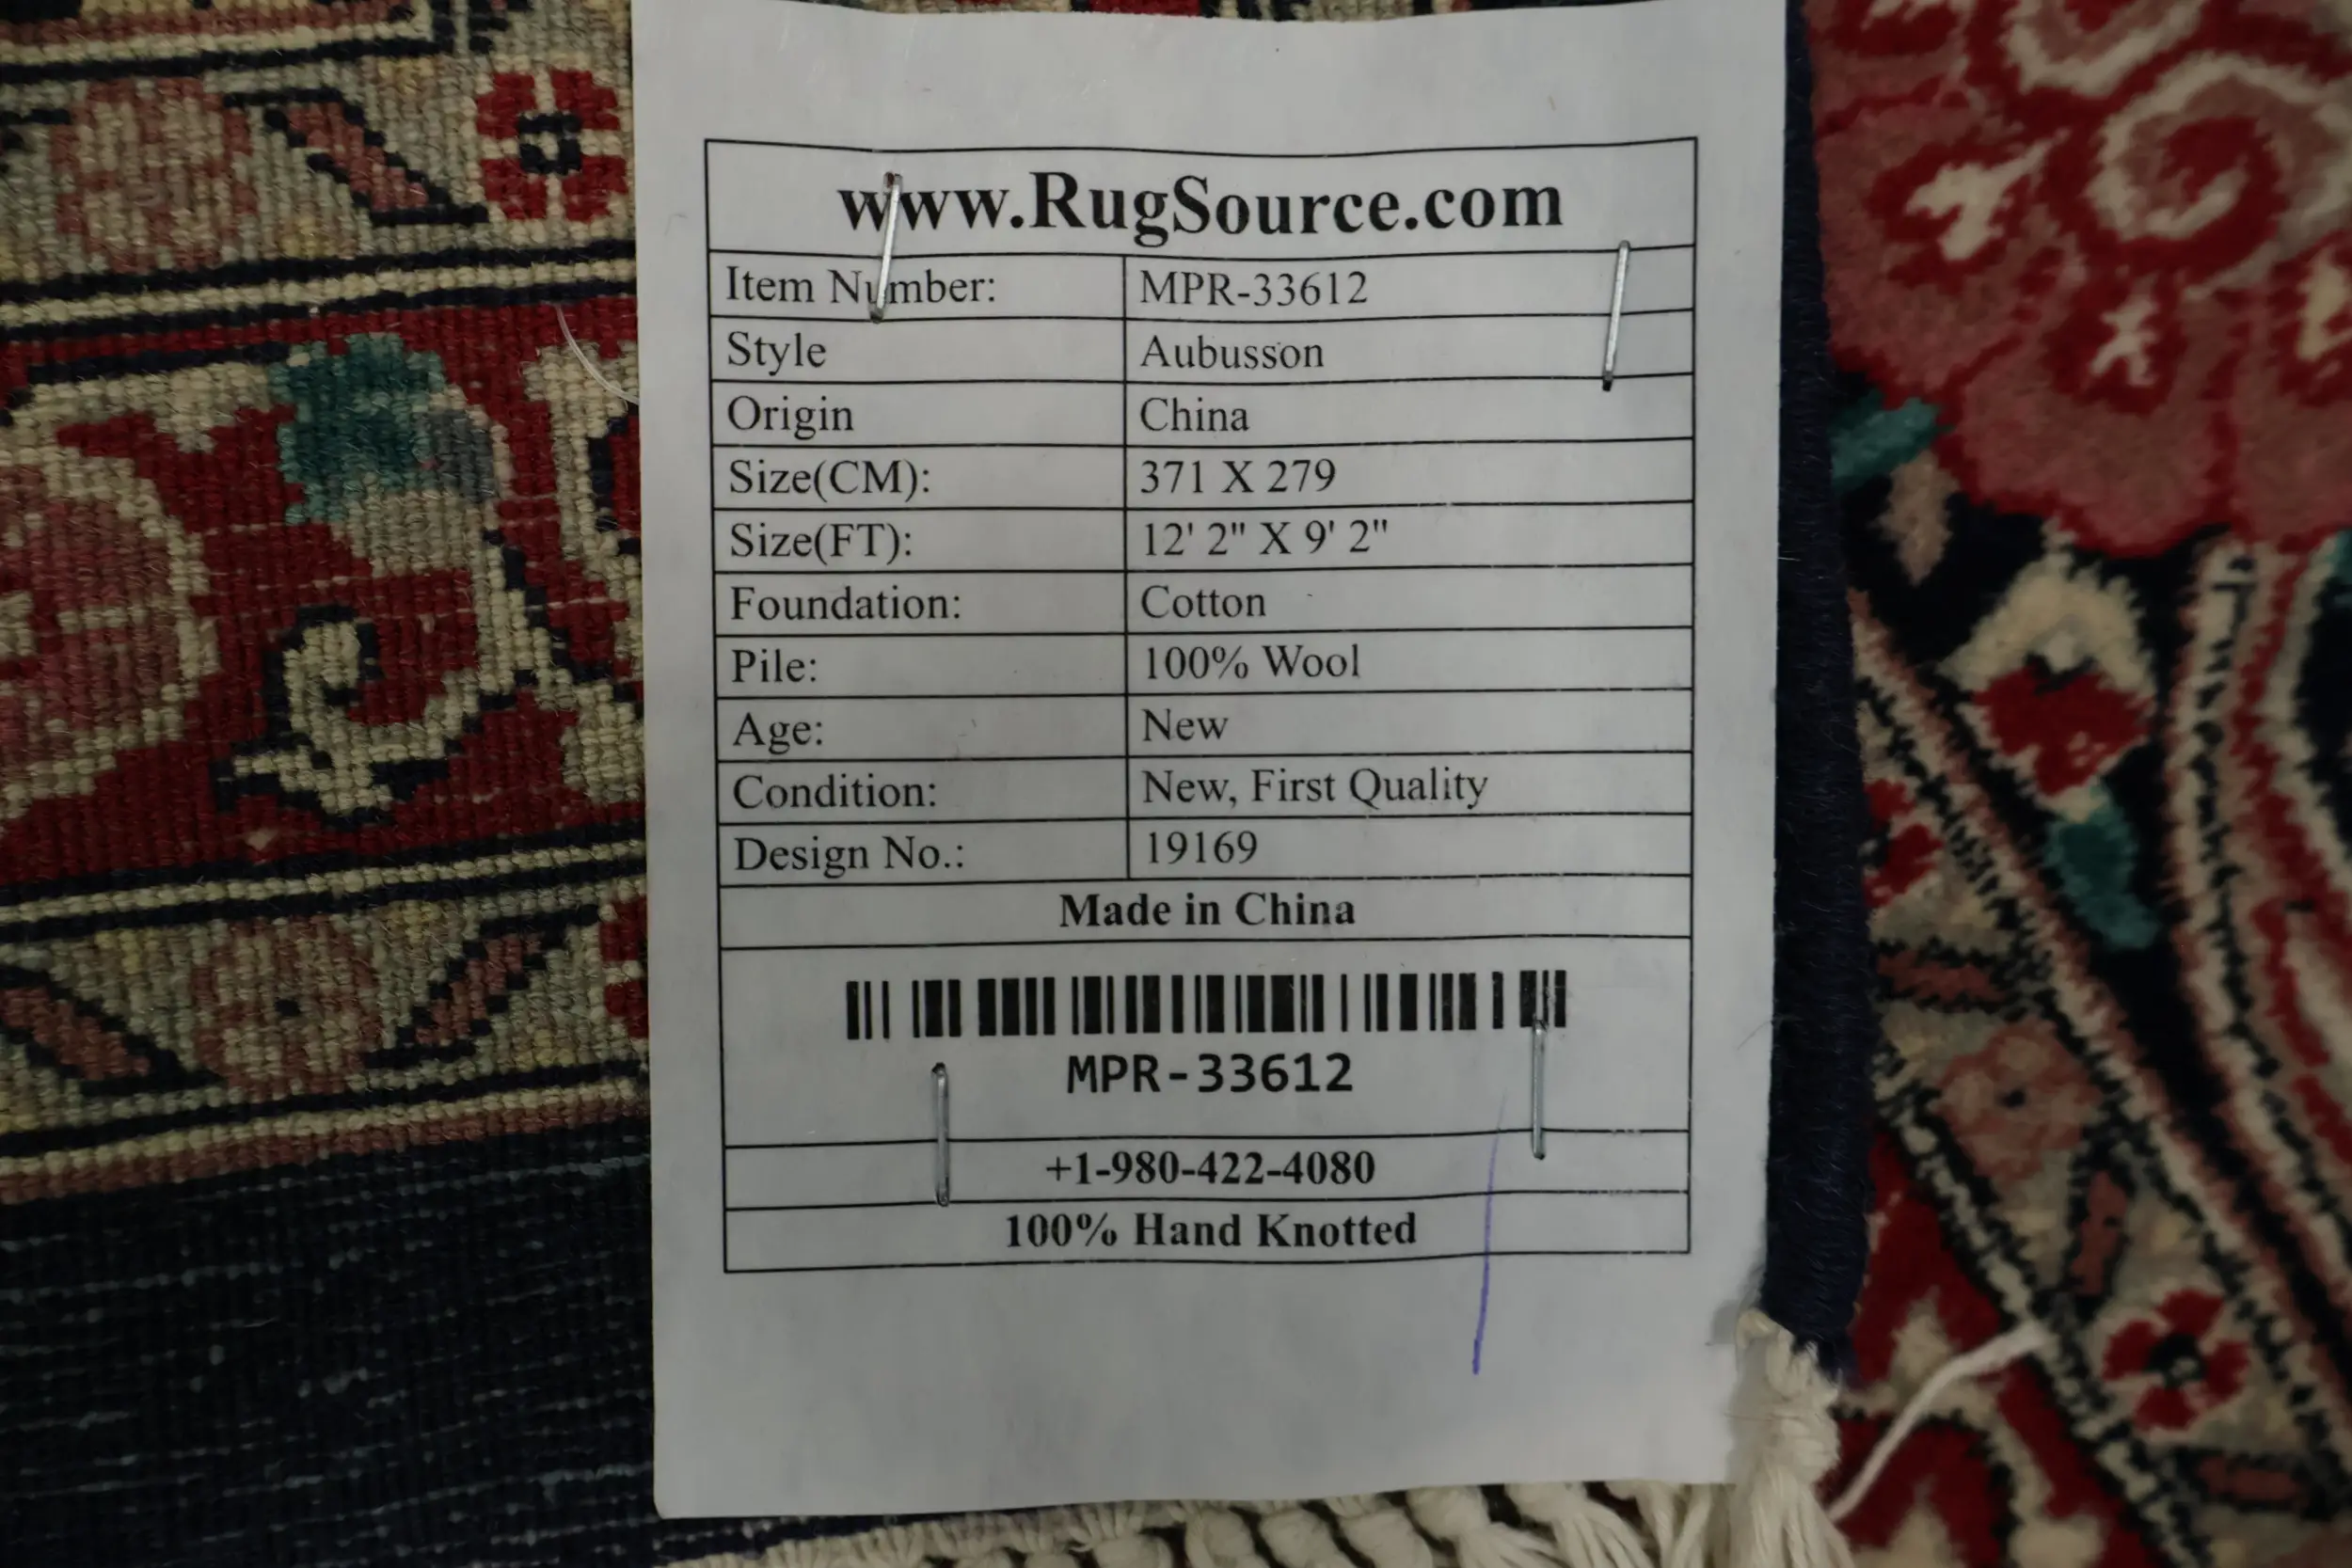 www.RugSource.com
Item Number: MPR-33612
Style Aubusson
Origin China
Size(CM): 371 X 279
Size(FT): 12' 2" X 9' 2"
Foundation: Cotton
Pile: 100% Wool
Age: New
Condition: New, First Quality
Design No.: 19169
Made in China
MPR-33612
+1-980-422-4080
100% Hand Knotted